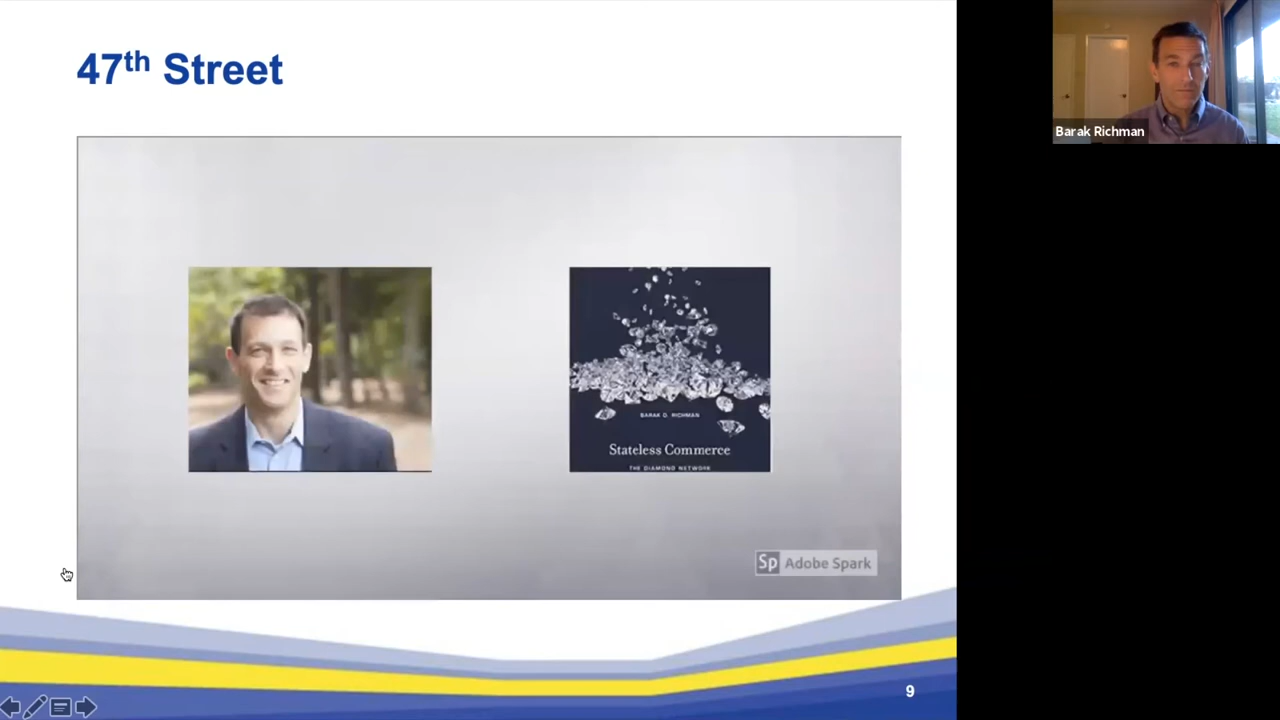 47th Street
BARAK D. RICHMAN
Stateless Commerce
THE DIAMOND NETWORK
Sp Adobe Spark
9
Barak Richman